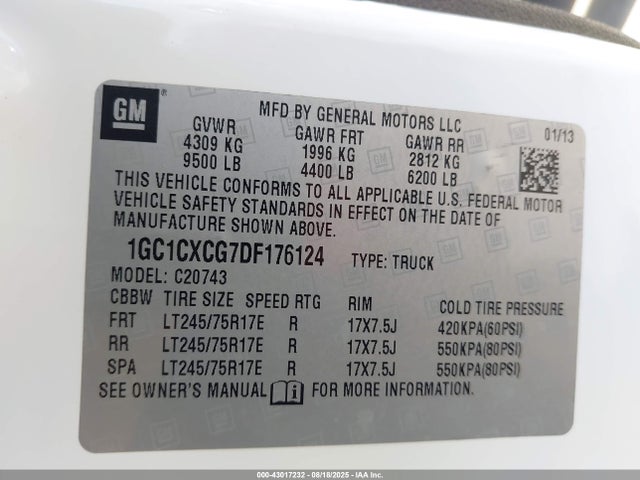 GM®
MFD BY GENERAL MOTORS LLC
01/13
GVWR GAWR FRT GAWR RR
4309 KG 1996 KG 2812 KG
9500 LB 4400 LB 6200 LB
THIS VEHICLE CONFORMS TO ALL APPLICABLE U.S. FEDERAL MOTOR
VEHICLE SAFETY STANDARDS IN EFFECT ON THE DATE OF
MANUFACTURE SHOWN ABOVE.
1GC1CXCG7DF176124 TYPE: TRUCK
MODEL: C20743
CBBW TIRE SIZE SPEED RTG RIM COLD TIRE PRESSURE
FRT LT245/75R17E R 17X7.5J 420KPA(60PSI)
RR LT245/75R17E R 17X7.5J 550KPA(80PSI)
SPA LT245/75R17E R 17X7.5J 550KPA(80PSI)
SEE OWNER'S MANUAL FOR MORE INFORMATION.
000-43017232 - 08/18/2025 - IAA Inc.